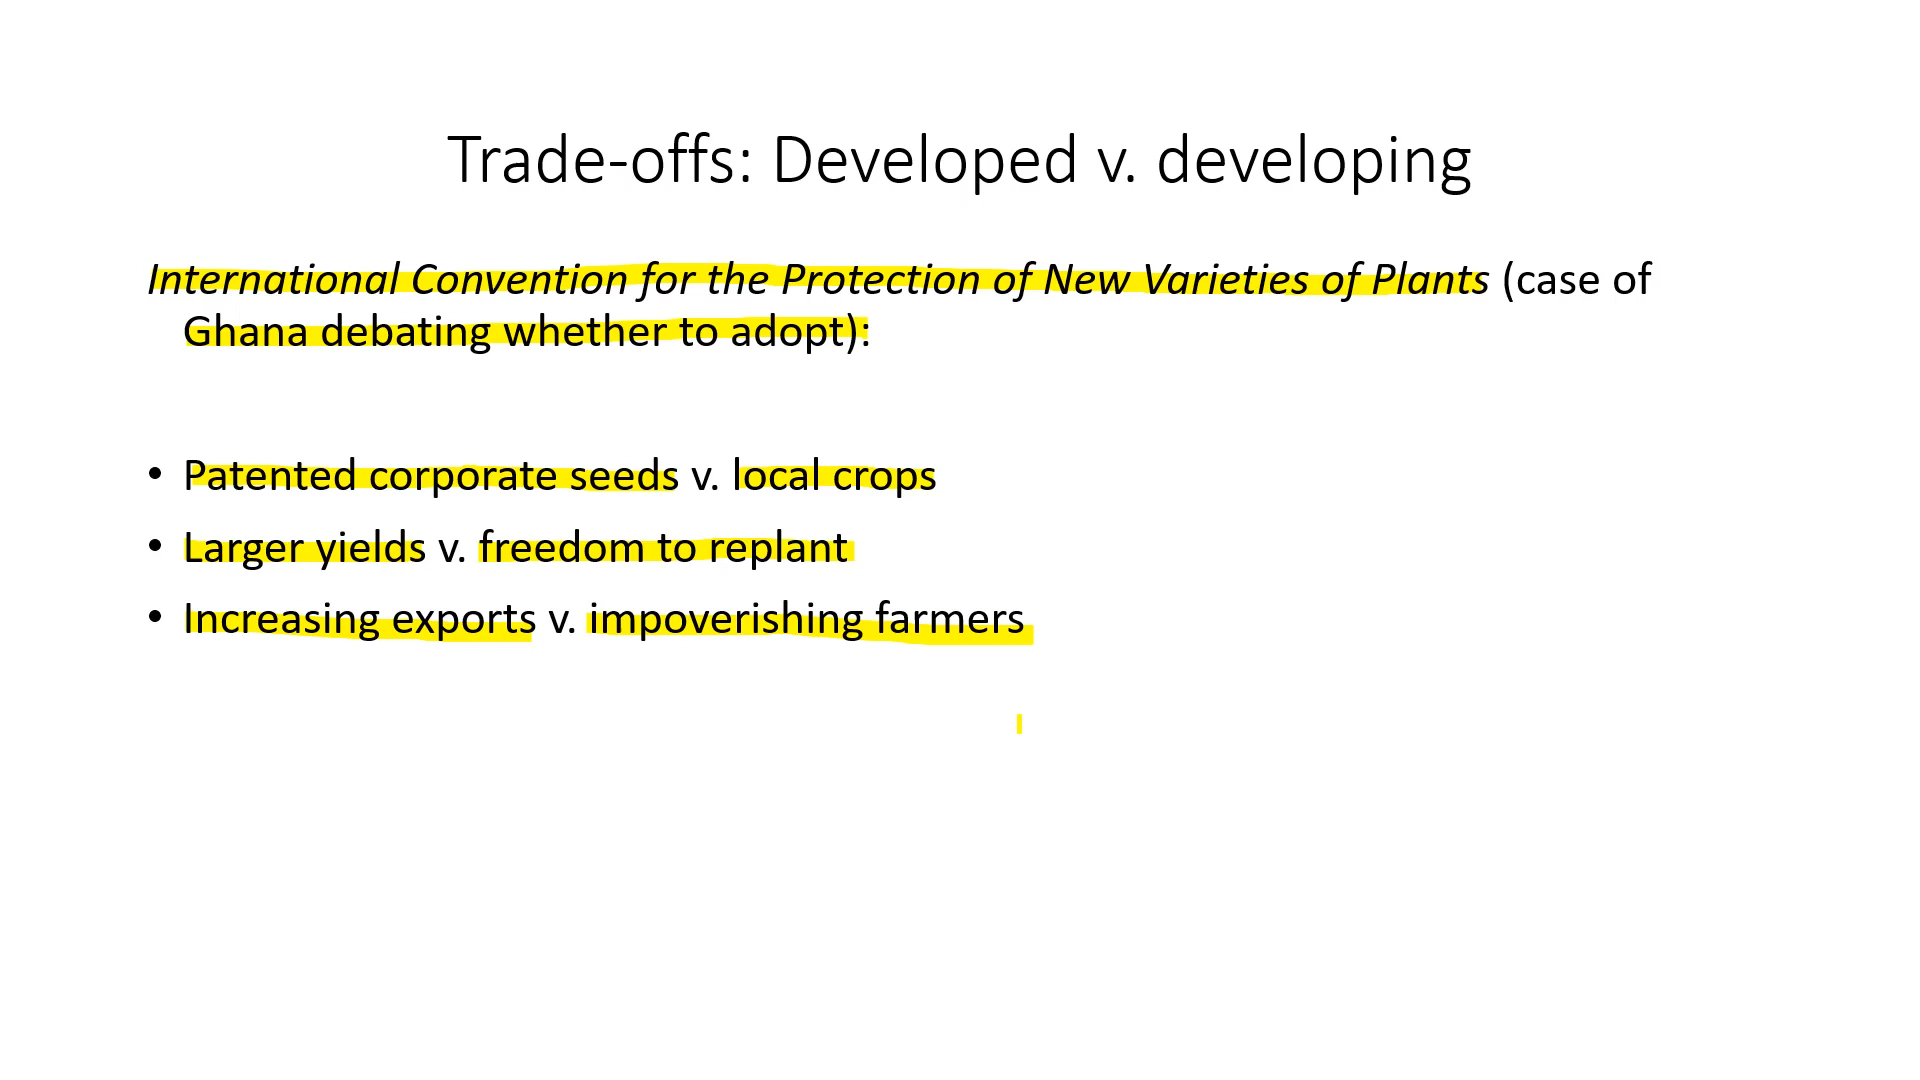 Trade-offs: Developed v. developing
International Convention for the Protection of New Varieties of Plants (case of
Ghana debating whether to adopt):
• Patented corporate seeds v. local crops
• Larger yields v. freedom to replant
• Increasing exports v. impoverishing farmers